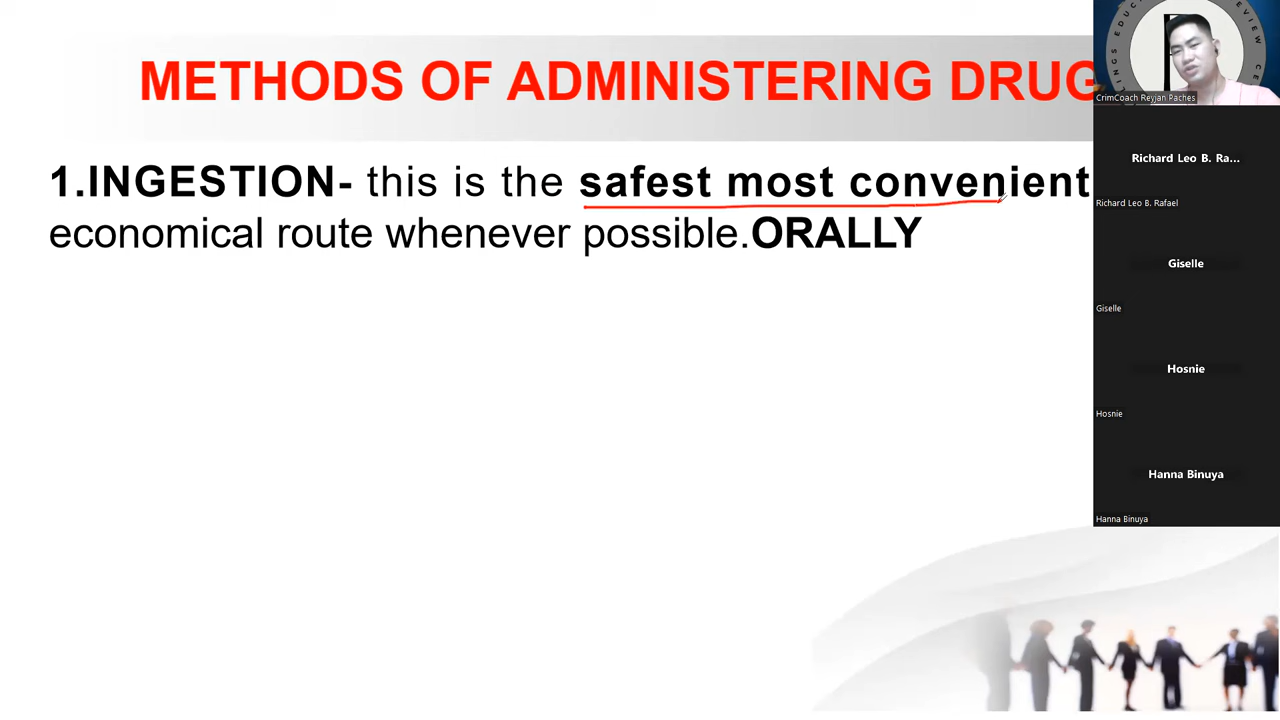 METHODS OF ADMINISTERING DRUG
1.INGESTION- this is the safest most convenient
economical route whenever possible.ORALLY
CrimCoach Reyjan Paches
Richard Leo B. Ra...
Richard Leo B. Rafael
Giselle
Giselle
Hosnie
Hosnie
Hanna Binuya
Hanna Binuya